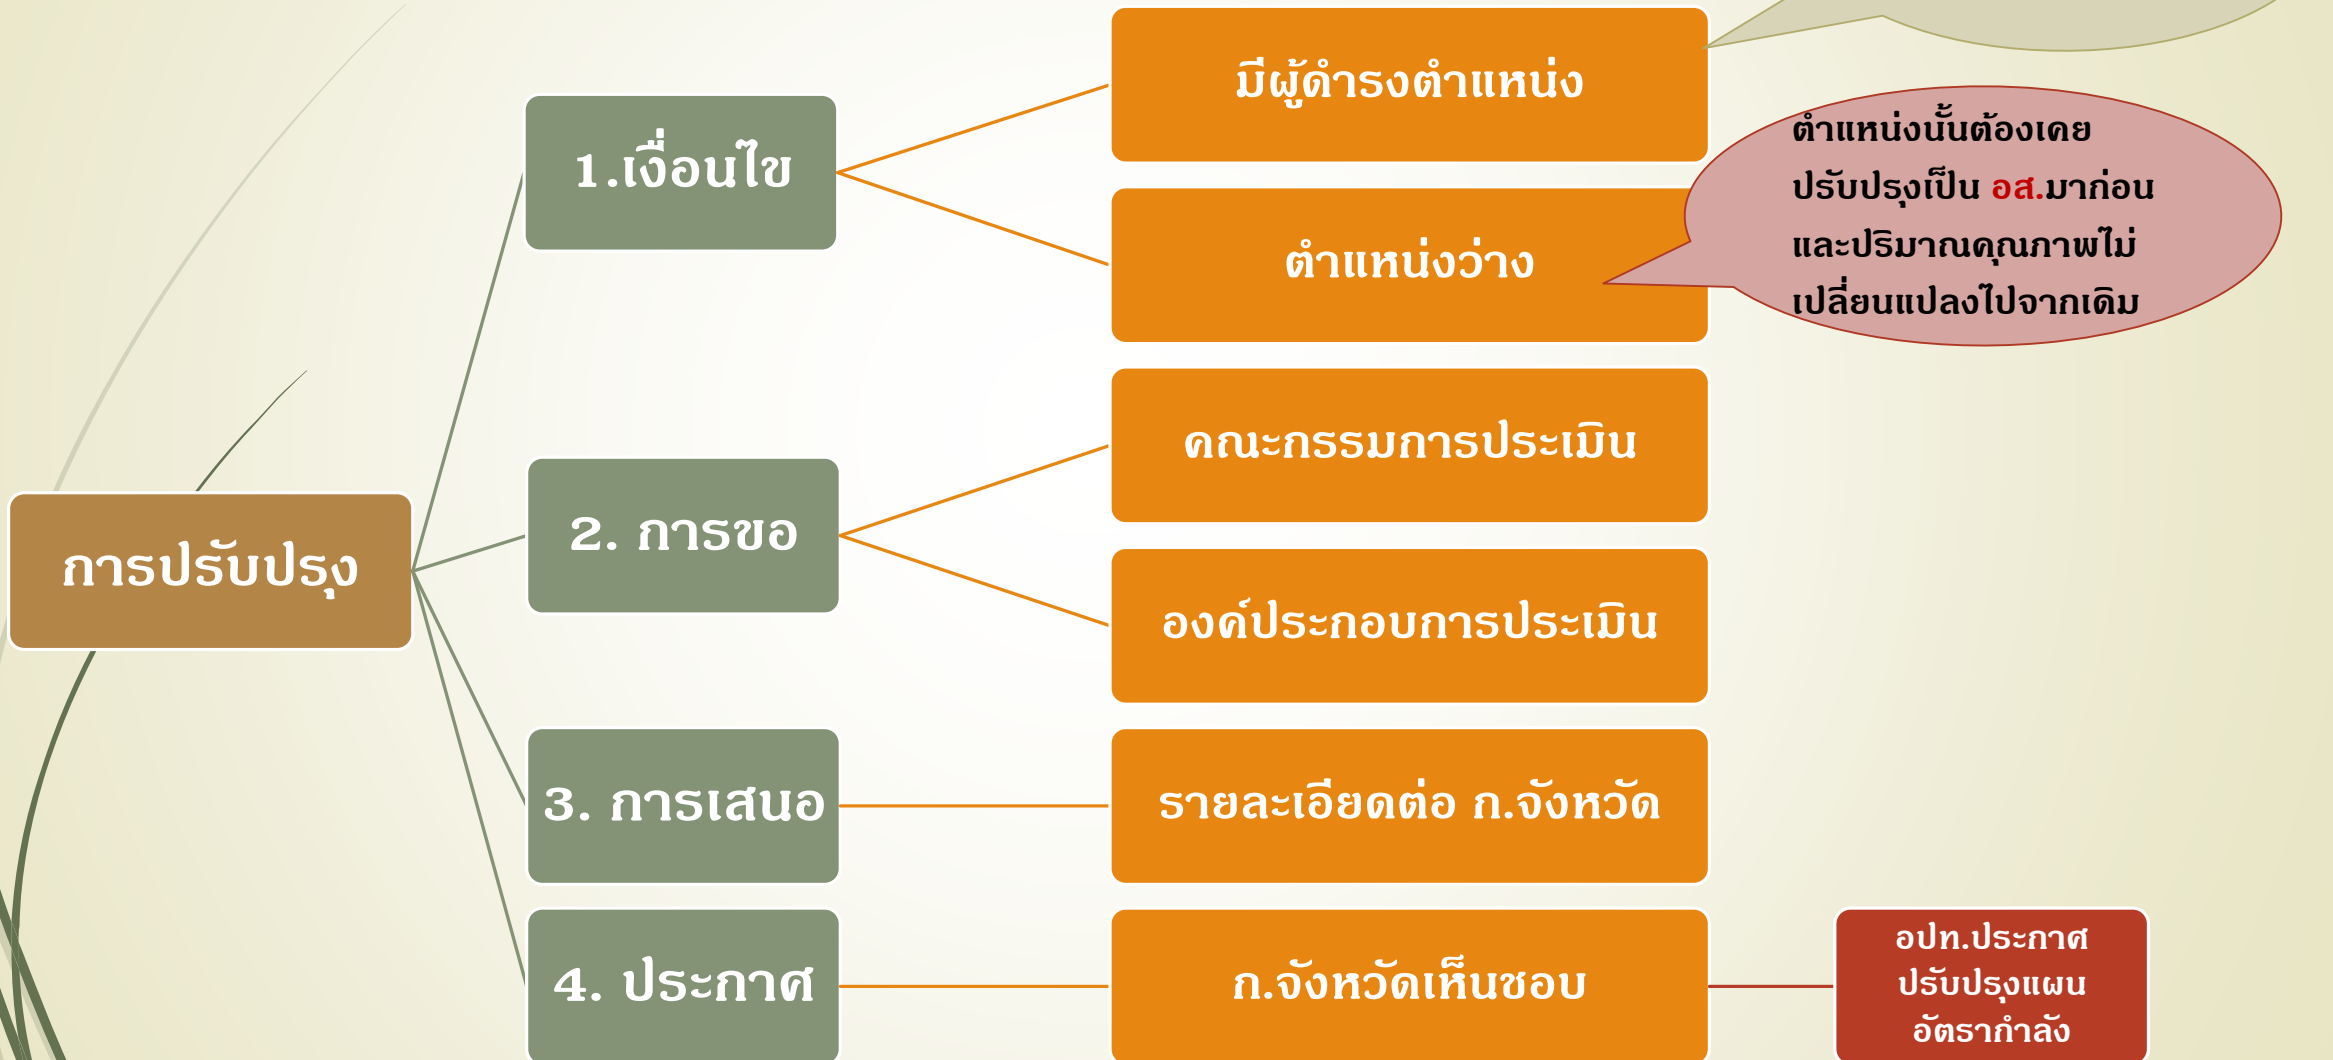 การปรับปรุง
1.เงื่อนไข
มีผู้ดำรงตำแหน่ง
ตำแหน่งว่าง
ตำแหน่งนั้นต้องเคย
ปรับปรุงเป็น อส.มาก่อน
และปริมาณคุณภาพไม่
เปลี่ยนแปลงไปจากเดิม
2. การขอ
คณะกรรมการประเมิน
องค์ประกอบการประเมิน
3. การเสนอ
รายละเอียดต่อ ก.จังหวัด
4. ประกาศ
ก.จังหวัดเห็นชอบ
อปท.ประกาศ
ปรับปรุงแผน
อัตรากำลัง